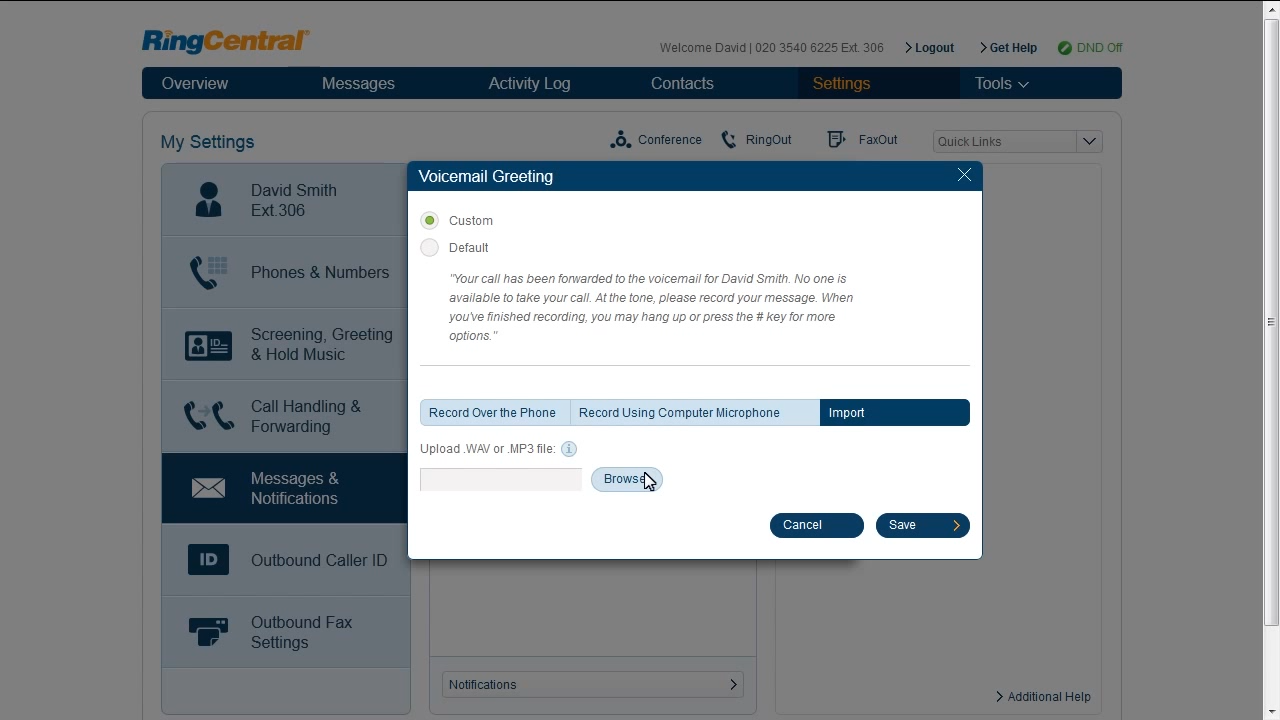 RingCentral®
Welcome David | 020 3540 6225 Ext. 306
Logout
Get Help
DND Off
Overview
Messages
Activity Log
Contacts
Settings
Tools
My Settings
Conference
RingOut
FaxOut
Quick Links
David Smith
Ext.306
Phones & Numbers
Screening, Greeting
& Hold Music
Call Handling &
Forwarding
Messages &
Notifications
Outbound Caller ID
Outbound Fax
Settings
Voicemail Greeting
Custom
Default
"Your call has been forwarded to the voicemail for David Smith. No one is
available to take your call. At the tone, please record your message. When
you've finished recording, you may hang up or press the # key for more
options."
Record Over the Phone
Record Using Computer Microphone
Import
Upload .WAV or .MP3 file:
Browse
Cancel
Save
Notifications
Additional Help
ID
ID